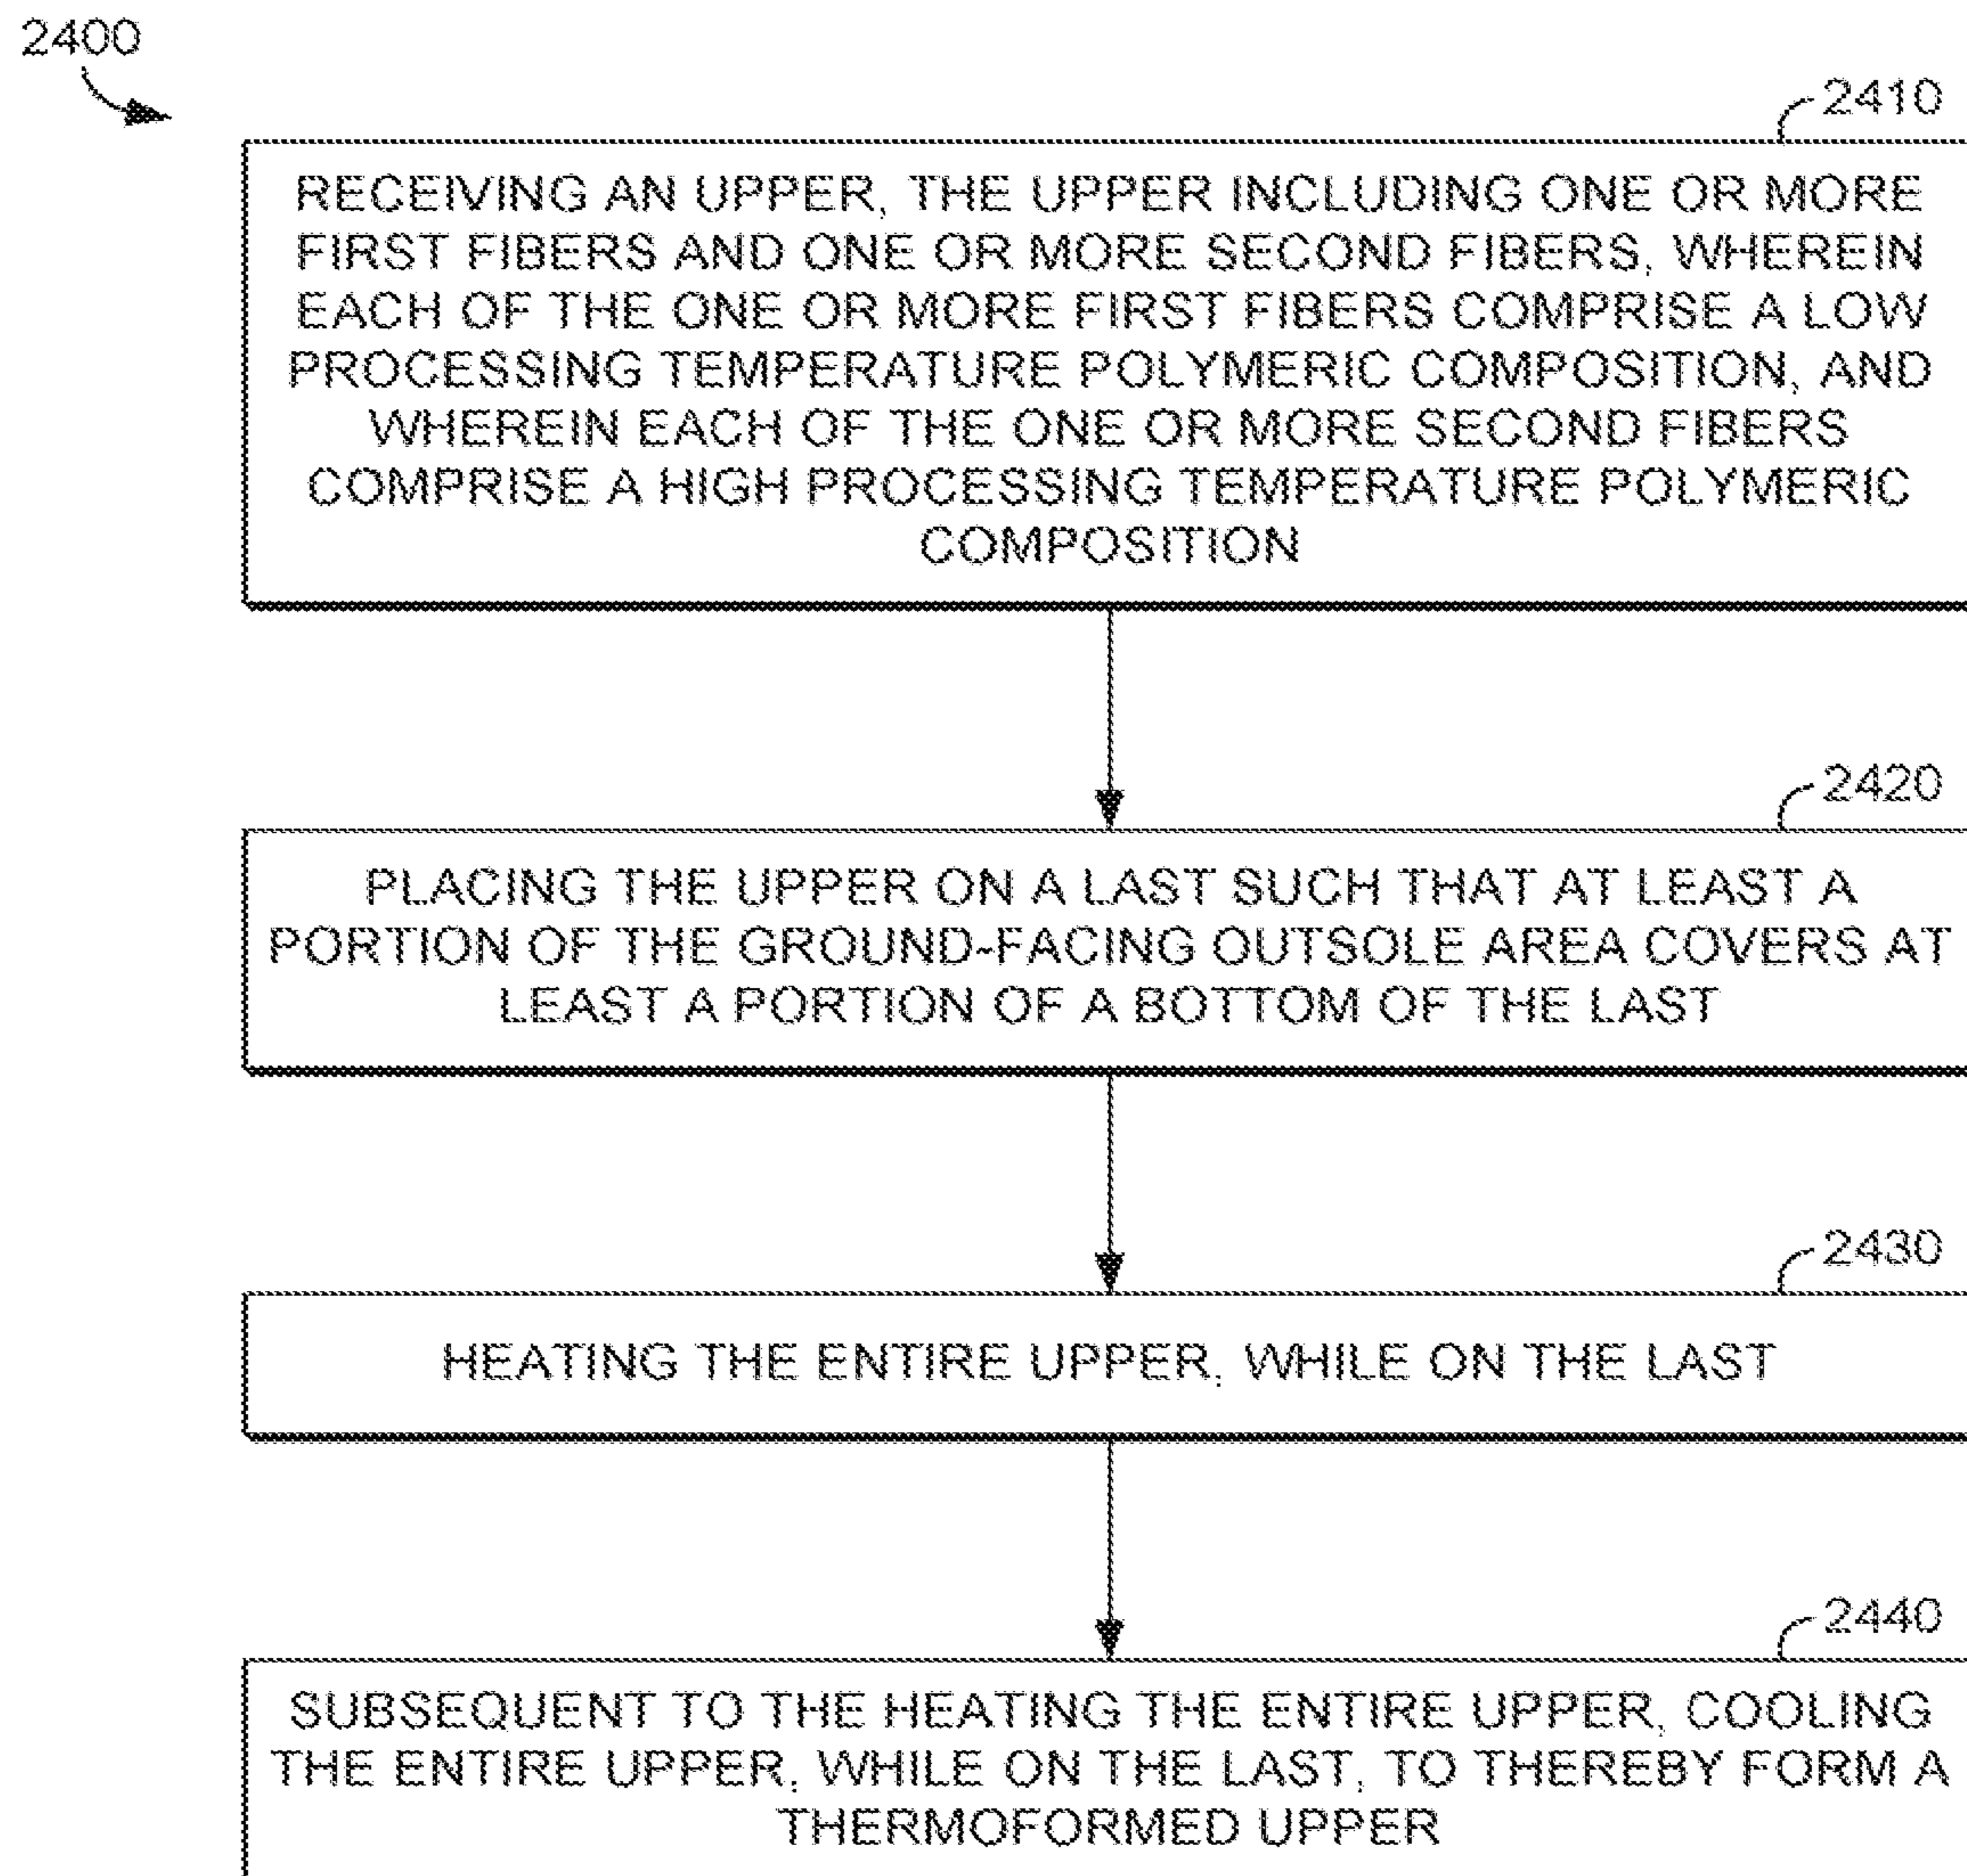 2400
2410
RECEIVING AN UPPER, THE UPPER INCLUDING ONE OR MORE
FIRST FIBERS AND ONE OR MORE SECOND FIBERS, WHEREIN
EACH OF THE ONE OR MORE FIRST FIBERS COMPRISE A LOW
PROCESSING TEMPERATURE POLYMERIC COMPOSITION, AND
WHEREIN EACH OF THE ONE OR MORE SECOND FIBERS
COMPRISE A HIGH PROCESSING TEMPERATURE POLYMERIC
COMPOSITION
2420
PLACING THE UPPER ON A LAST SUCH THAT AT LEAST A
PORTION OF THE GROUND-FACING OUTSOLE AREA COVERS AT
LEAST A PORTION OF A BOTTOM OF THE LAST
2430
HEATING THE ENTIRE UPPER, WHILE ON THE LAST
2440
SUBSEQUENT TO THE HEATING THE ENTIRE UPPER, COOLING
THE ENTIRE UPPER, WHILE ON THE LAST, TO THEREBY FORM A
THERMOFORMED UPPER